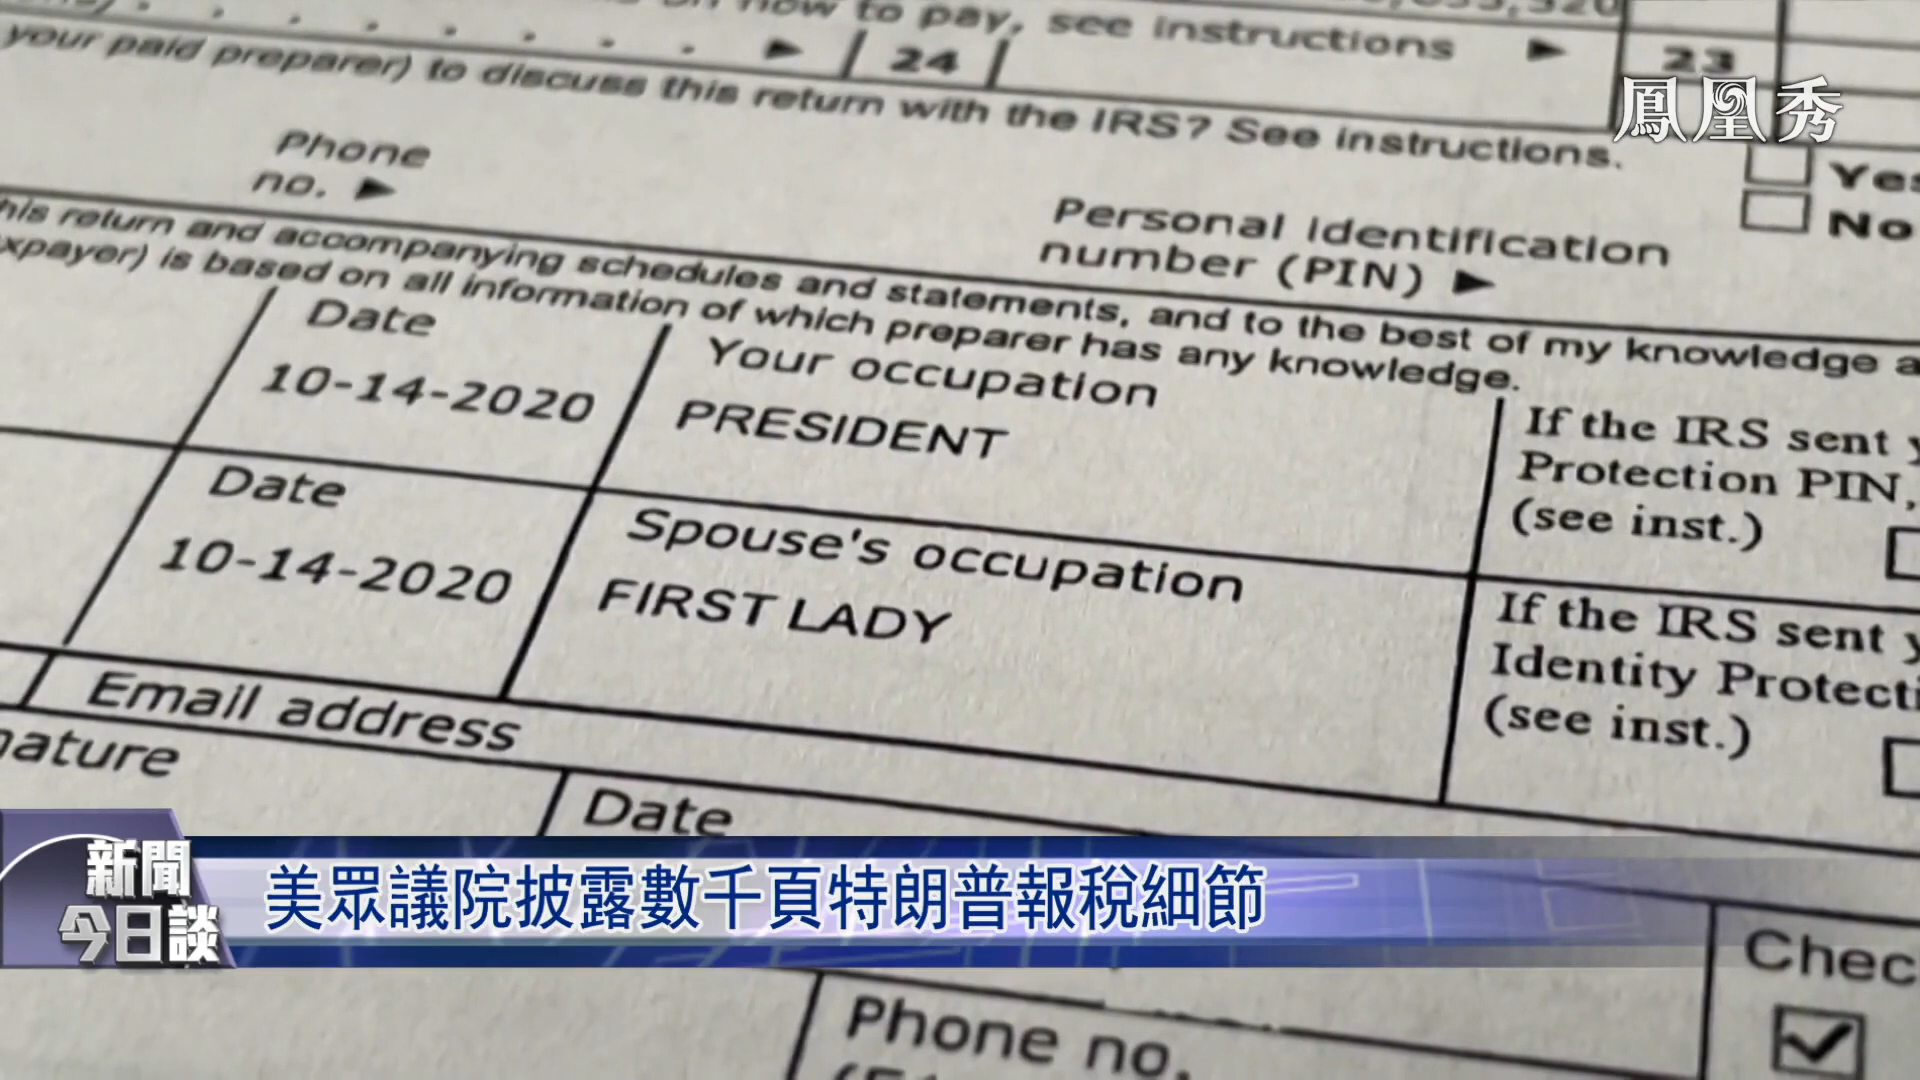 on how to pay, see instructions
24
23
your paid preparer) to discuss this return with the IRS? See instructions.
鳳凰秀
Phone
no.
Personal identification
number (PIN)
Yes
No
this return and accompanying schedules and statements, and to the best of my knowledge a
xpayer) is based on all information of which preparer has any knowledge.
Date
10-14-2020
Your occupation
PRESIDENT
If the IRS sent y
Protection PIN,
(see inst.)
Date
10-14-2020
Spouse's occupation
FIRST LADY
If the IRS sent y
Identity Protecti
(see inst.)
Email address
nature
Date
新聞
今日談
美眾議院披露數千頁特朗普報稅細節
Chec
Phone no.